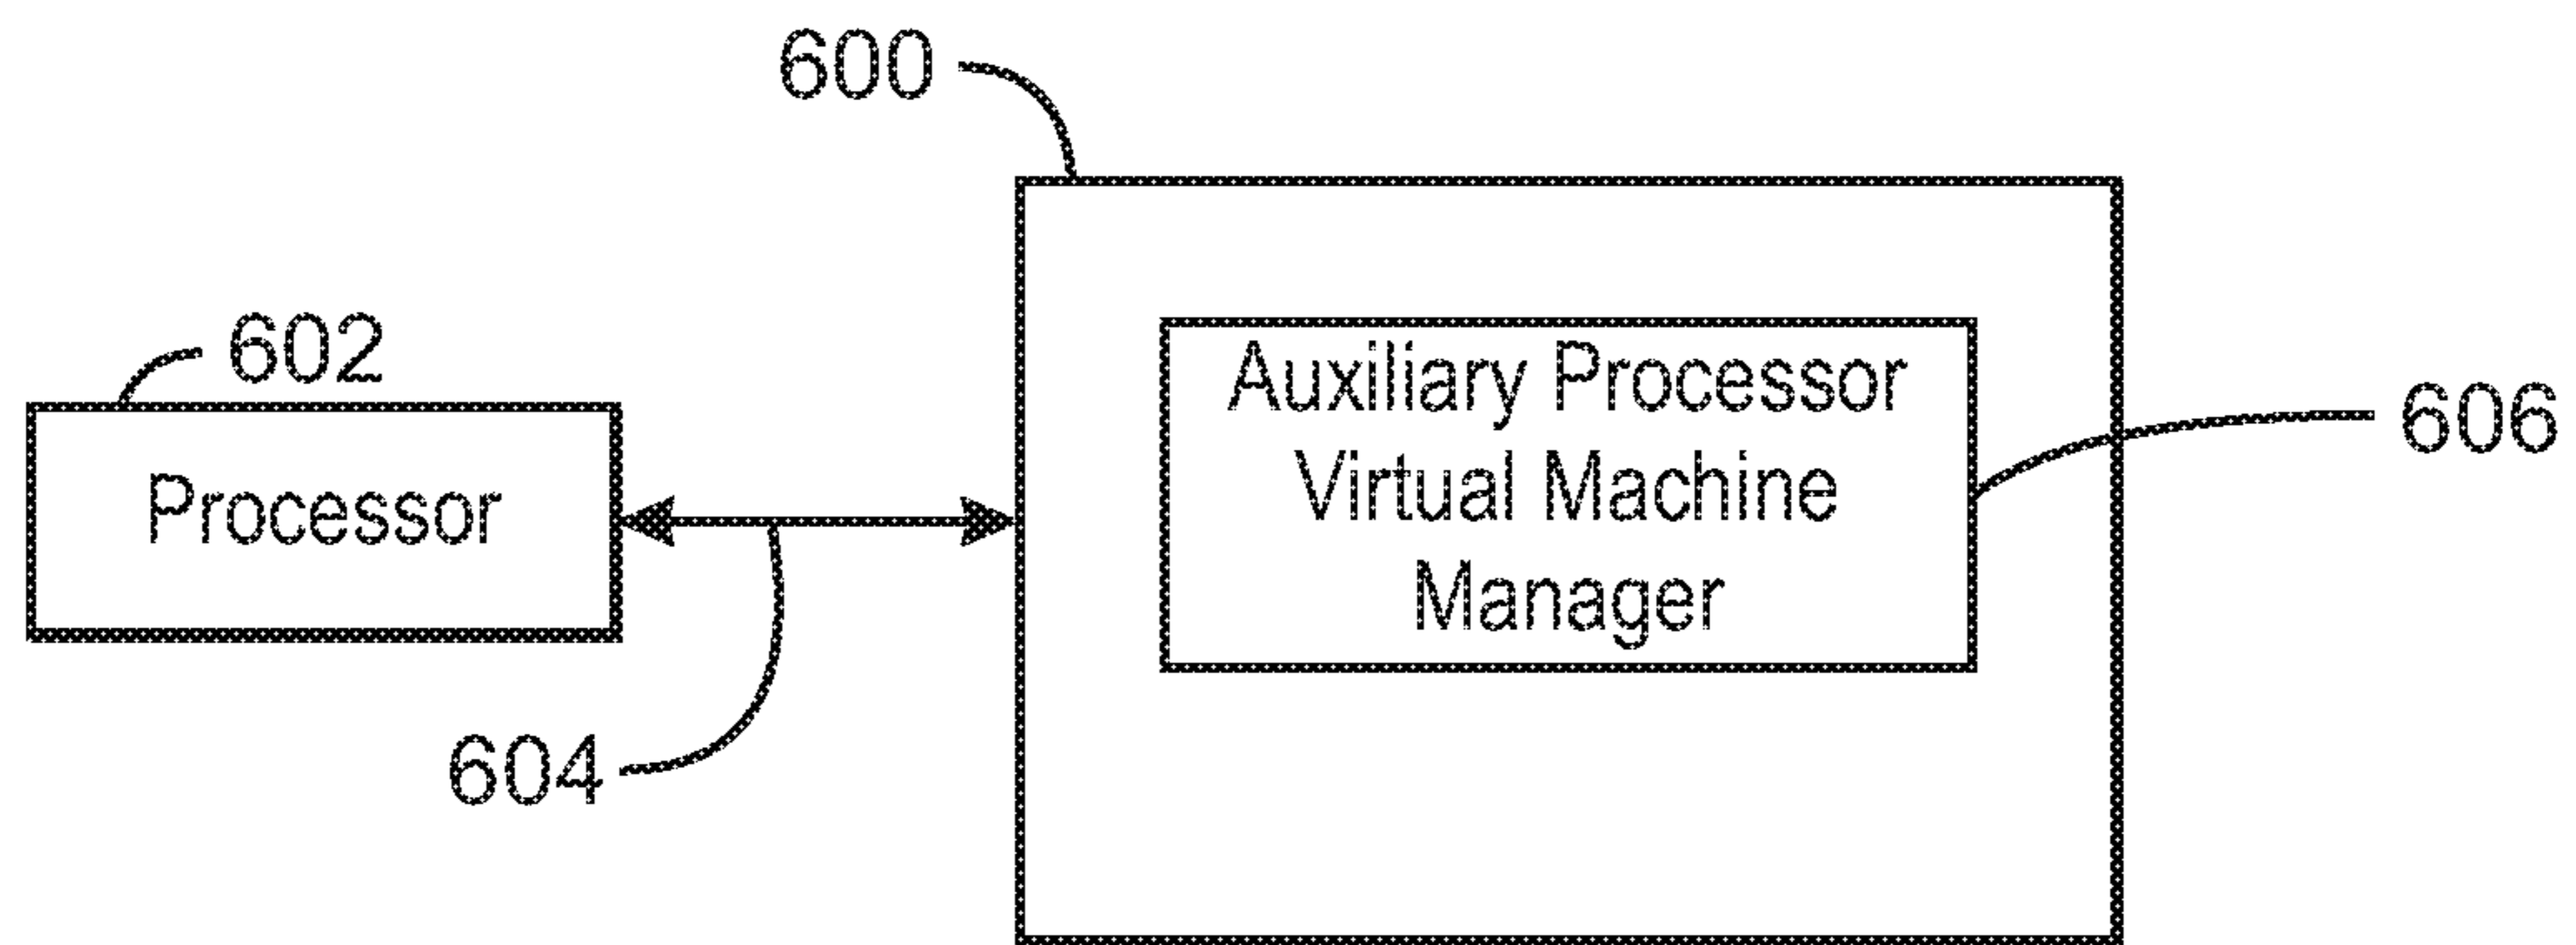 600
602
Processor
604
Auxiliary Processor
Virtual Machine
Manager
606